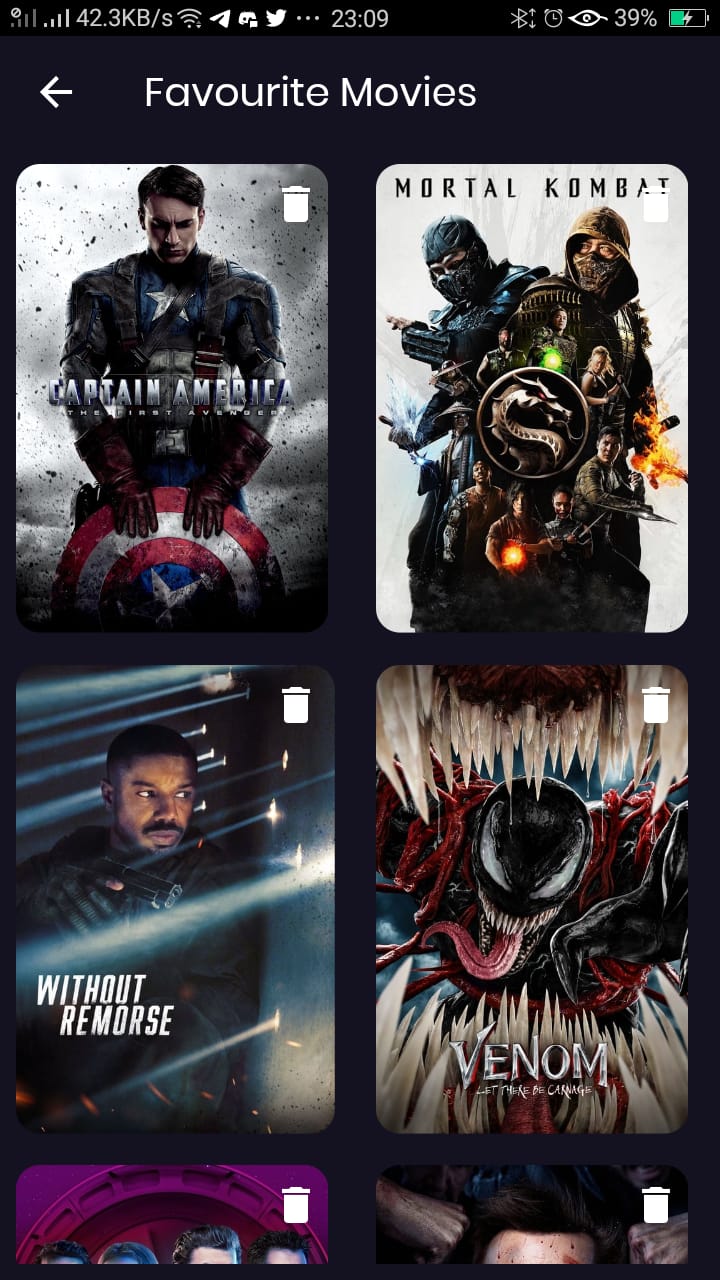 42.3KB/s ... 23:09 39%
Favourite Movies
MORTAL KOMBAT
CAPTAIN AMERICA
THE FIRST AVENGER
WITHOUT
REMORSE
VENOM
LET THERE BE CARNAGE